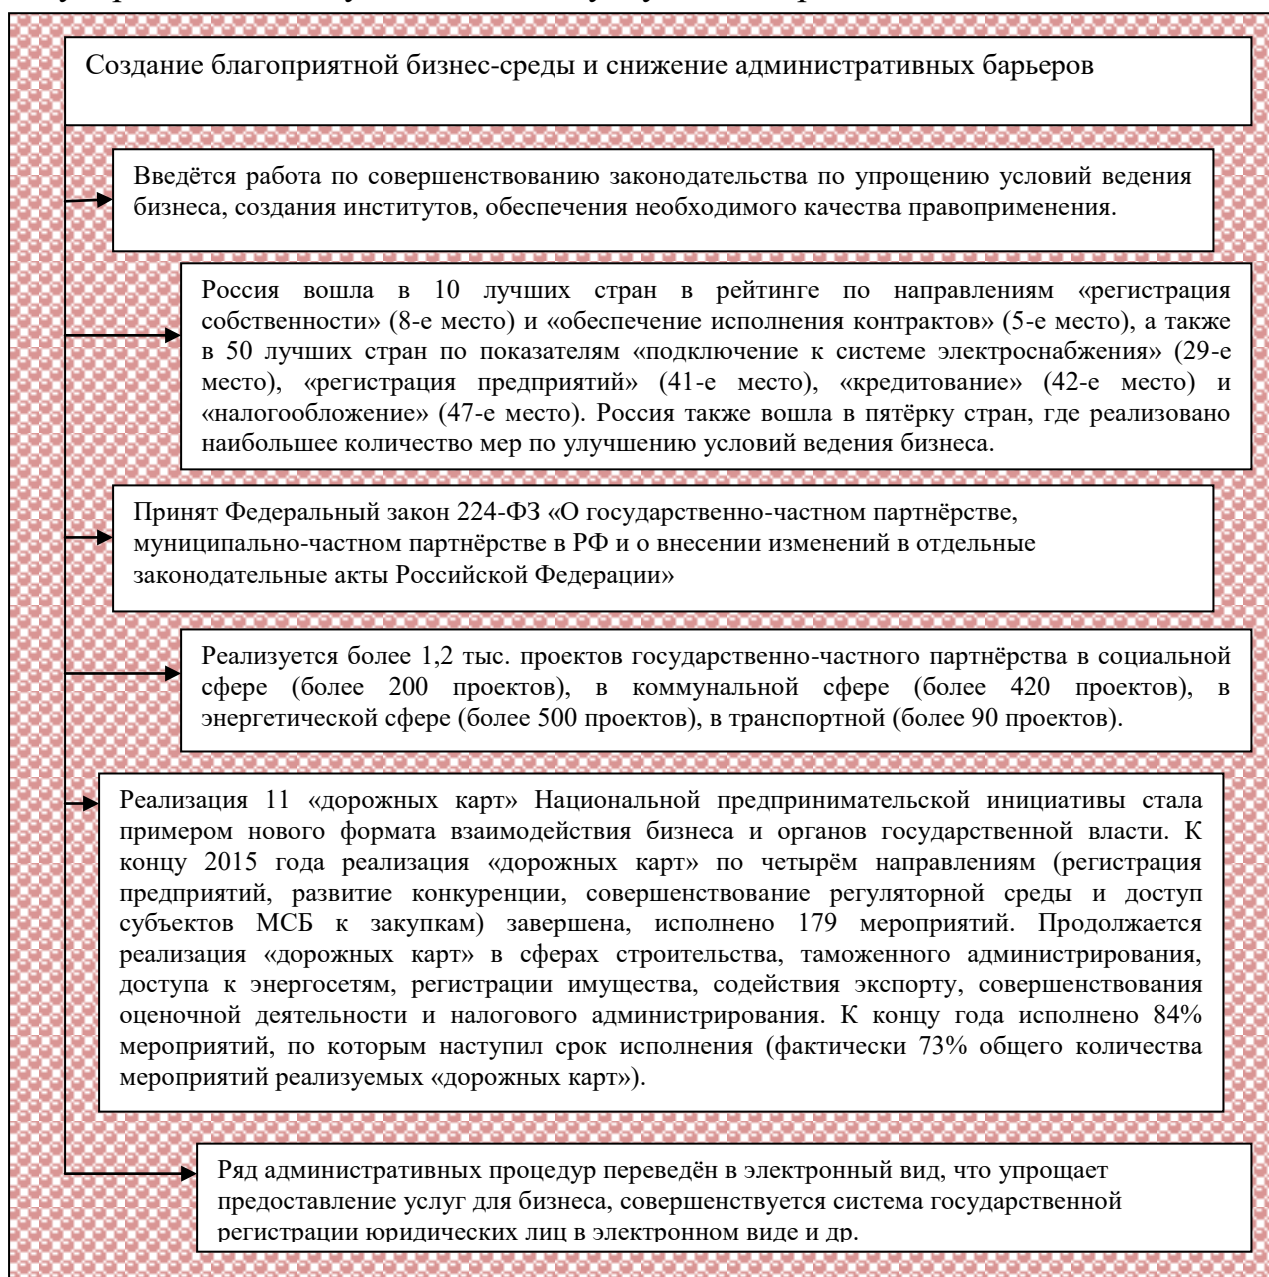 Создание благоприятной бизнес-среды и снижение административных барьеров
Введётся работа по совершенствованию законодательства по упрощению условий ведения
бизнеса, создания институтов, обеспечения необходимого качества правоприменения.
Россия вошла в 10 лучших стран в рейтинге по направлениям «регистрация
собственности» (8-е место) и «обеспечение исполнения контрактов» (5-е место), а также
в 50 лучших стран по показателям «подключение к системе электроснабжения» (29-е
место), «регистрация предприятий» (41-е место), «кредитование» (42-е место) и
«налогообложение» (47-е место). Россия также вошла в пятёрку стран, где реализовано
наибольшее количество мер по улучшению условий ведения бизнеса.
Принят Федеральный закон 224-ФЗ «О государственно-частном партнёрстве,
муниципально-частном партнёрстве в РФ и о внесении изменений в отдельные
законодательные акты Российской Федерации»
Реализуется более 1,2 тыс. проектов государственно-частного партнёрства в социальной
сфере (более 200 проектов), в коммунальной сфере (более 420 проектов), в
энергетической сфере (более 500 проектов), в транспортной (более 90 проектов).
Реализация 11 «дорожных карт» Национальной предпринимательской инициативы стала
примером нового формата взаимодействия бизнеса и органов государственной власти. К
концу 2015 года реализация «дорожных карт» по четырём направлениям (регистрация
предприятий, развитие конкуренции, совершенствование регуляторной среды и доступ
субъектов МСБ к закупкам) завершена, исполнено 179 мероприятий. Продолжается
реализация «дорожных карт» в сферах строительства, таможенного администрирования,
доступа к энергосетям, регистрации имущества, содействия экспорту, совершенствования
оценочной деятельности и налогового администрирования. К концу года исполнено 84%
мероприятий, по которым наступил срок исполнения (фактически 73% общего количества
мероприятий реализуемых «дорожных карт»).
Ряд административных процедур переведён в электронный вид, что упрощает
предоставление услуг для бизнеса, совершенствуется система государственной
регистрации юридических лиц в электронном виде и др.